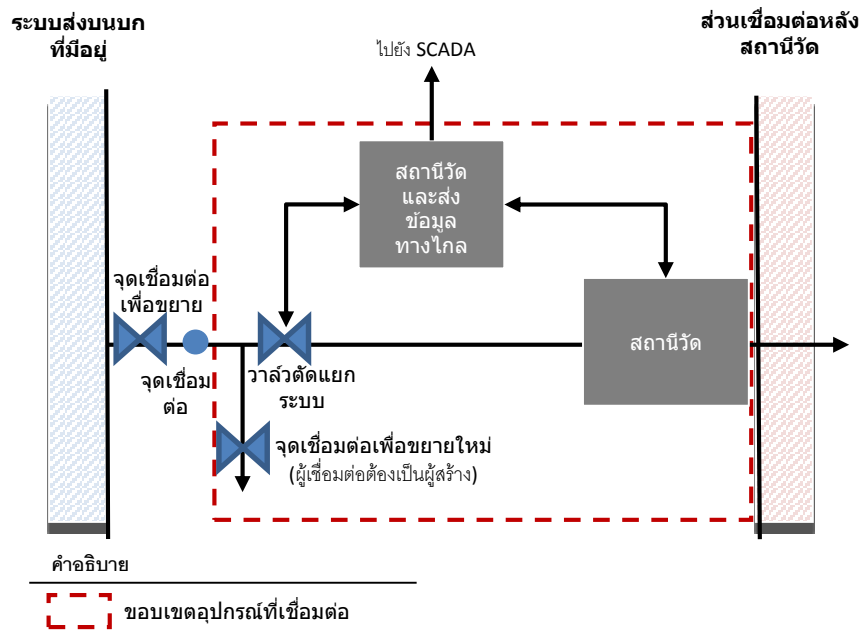 ระบบส่งบนบก
ที่มีอยู่
ส่วนเชื่อมต่อหลัง
สถานีวัด
ไปยัง SCADA
สถานีวัด
และส่ง
ข้อมูล
ทางไกล
จุดเชื่อมต่อ
เพื่อขยาย
สถานีวัด
จุดเชื่อม
ต่อ
วาล์วตัดแยก
ระบบ
จุดเชื่อมต่อเพื่อขยายใหม่
(ผู้เชื่อมต่อต้องเป็นผู้สร้าง)
คำอธิบาย
ขอบเขตอุปกรณ์ที่เชื่อมต่อ